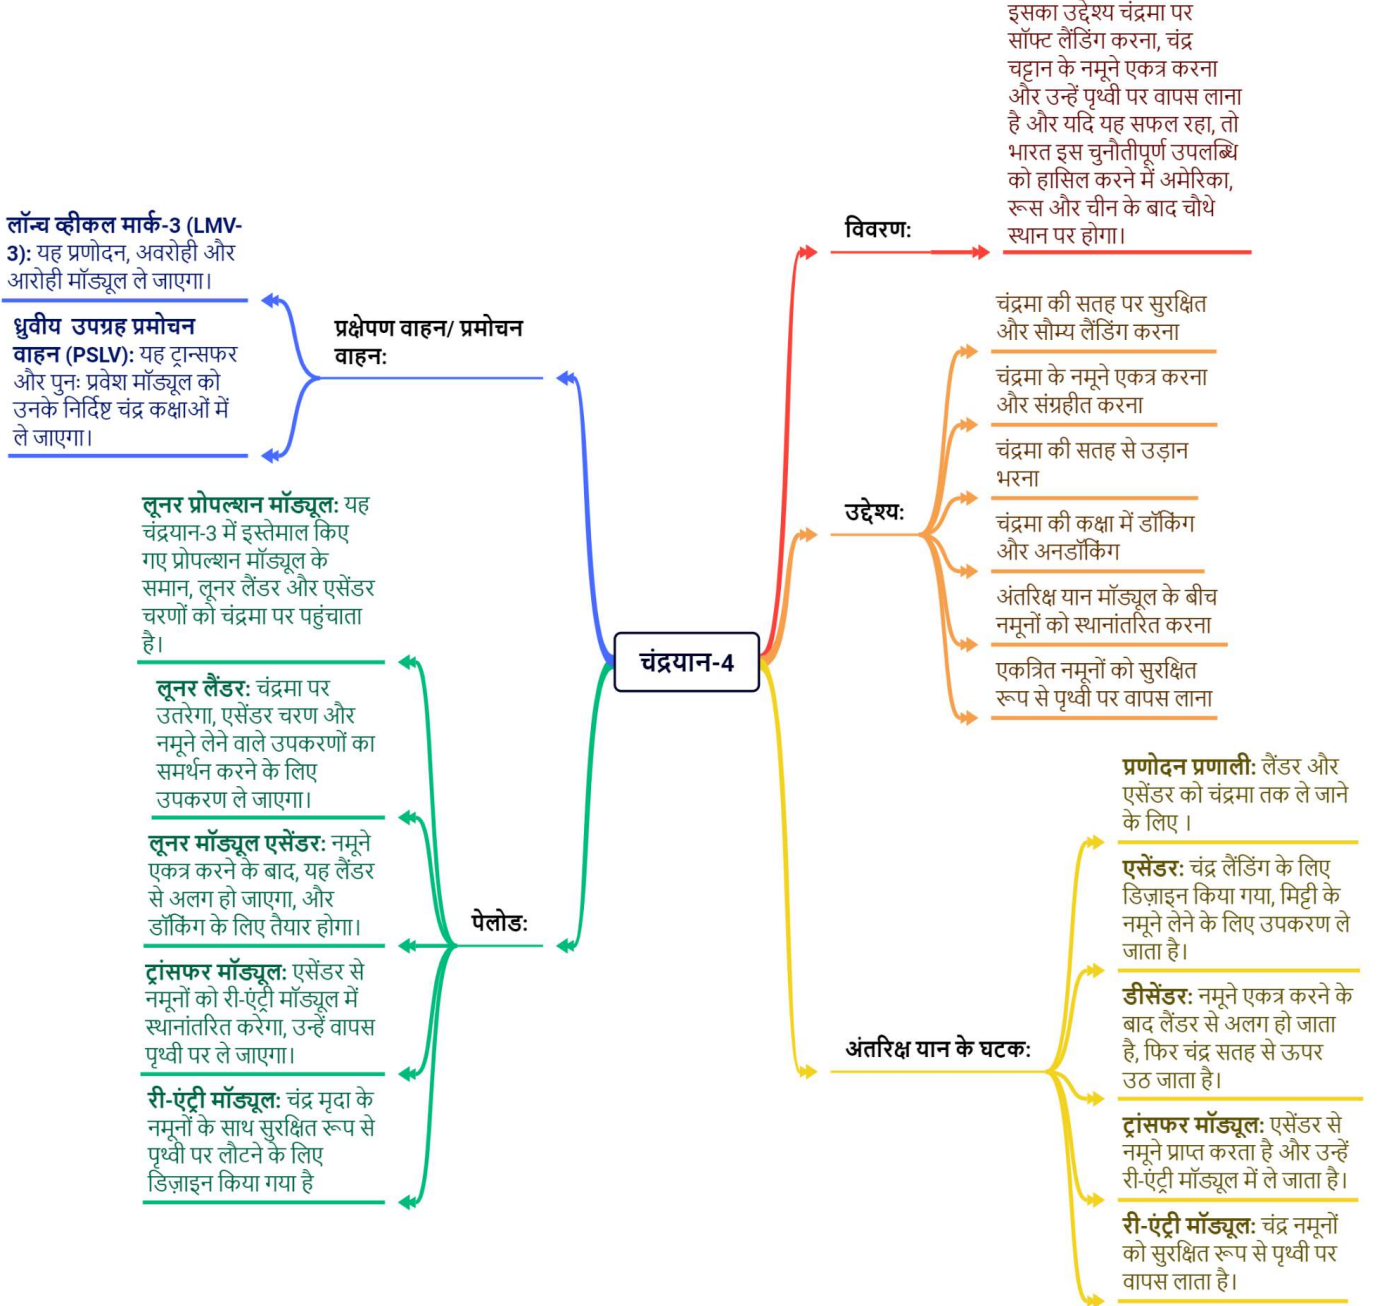 इसका उद्देश्य चंद्रमा पर
सॉफ्ट लैंडिंग करना, चंद्र
चट्टान के नमूने एकत्र करना
और उन्हें पृथ्वी पर वापस लाना
है और यदि यह सफल रहा, तो
भारत इस चुनौतीपूर्ण उपलब्धि
को हासिल करने में अमेरिका,
रूस और चीन के बाद चौथे
स्थान पर होगा।
विवरण:
लॉन्च व्हीकल मार्क-3 (LMV-
3): यह प्रणोदन, अवरोही और
आरोही मॉड्यूल ले जाएगा।
ध्रुवीय उपग्रह प्रमोचन
वाहन (PSLV): यह ट्रान्सफर
और पुनः प्रवेश मॉड्यूल को
उनके निर्दिष्ट चंद्र कक्षाओं में
ले जाएगा।
प्रक्षेपण वाहन/ प्रमोचन
वाहन:
चंद्रमा की सतह पर सुरक्षित
और सौम्य लैंडिंग करना
चंद्रमा के नमूने एकत्र करना
और संग्रहीत करना
चंद्रमा की सतह से उड़ान
भरना
चंद्रमा की कक्षा में डॉकिंग
और अनडॉकिंग
अंतरिक्ष यान मॉड्यूल के बीच
नमूनों को स्थानांतरित करना
एकत्रित नमूनों को सुरक्षित
रूप से पृथ्वी पर वापस लाना
उद्देश्य:
चंद्रयान-4
लूनर प्रोपल्शन मॉड्यूल: यह
चंद्रयान-3 में इस्तेमाल किए
गए प्रोपल्शन मॉड्यूल के
समान, लूनर लैंडर और एसेंडर
चरणों को चंद्रमा पर पहुंचाता
है।
लूनर लैंडर: चंद्रमा पर
उतरेगा, एसेंडर चरण और
नमूने लेने वाले उपकरणों का
समर्थन करने के लिए
उपकरण ले जाएगा।
लूनर मॉड्यूल एसेंडर: नमूने
एकत्र करने के बाद, यह लैंडर
से अलग हो जाएगा, और
डॉकिंग के लिए तैयार होगा।
ट्रांसफर मॉड्यूल: एसेंडर से
नमूनों को री-एंट्री मॉड्यूल में
स्थानांतरित करेगा, उन्हें वापस
पृथ्वी पर ले जाएगा।
री-एंट्री मॉड्यूल: चंद्र मृदा के
नमूनों के साथ सुरक्षित रूप से
पृथ्वी पर लौटने के लिए
डिज़ाइन किया गया है
पेलोड:
प्रणोदन प्रणाली: लैंडर और
एसेंडर को चंद्रमा तक ले जाने
के लिए ।
एसेंडर: चंद्र लैंडिंग के लिए
डिज़ाइन किया गया, मिट्टी के
नमूने लेने के लिए उपकरण ले
जाता है।
डीसेंडर: नमूने एकत्र करने के
बाद लैंडर से अलग हो जाता
है, फिर चंद्र सतह से ऊपर
उठ जाता है।
ट्रांसफर मॉड्यूल: एसेंडर से
नमूने प्राप्त करता है और उन्हें
री-एंट्री मॉड्यूल में ले जाता है।
री-एंट्री मॉड्यूल: चंद्र नमूनों
को सुरक्षित रूप से पृथ्वी पर
वापस लाता है।
अंतरिक्ष यान के घटक: